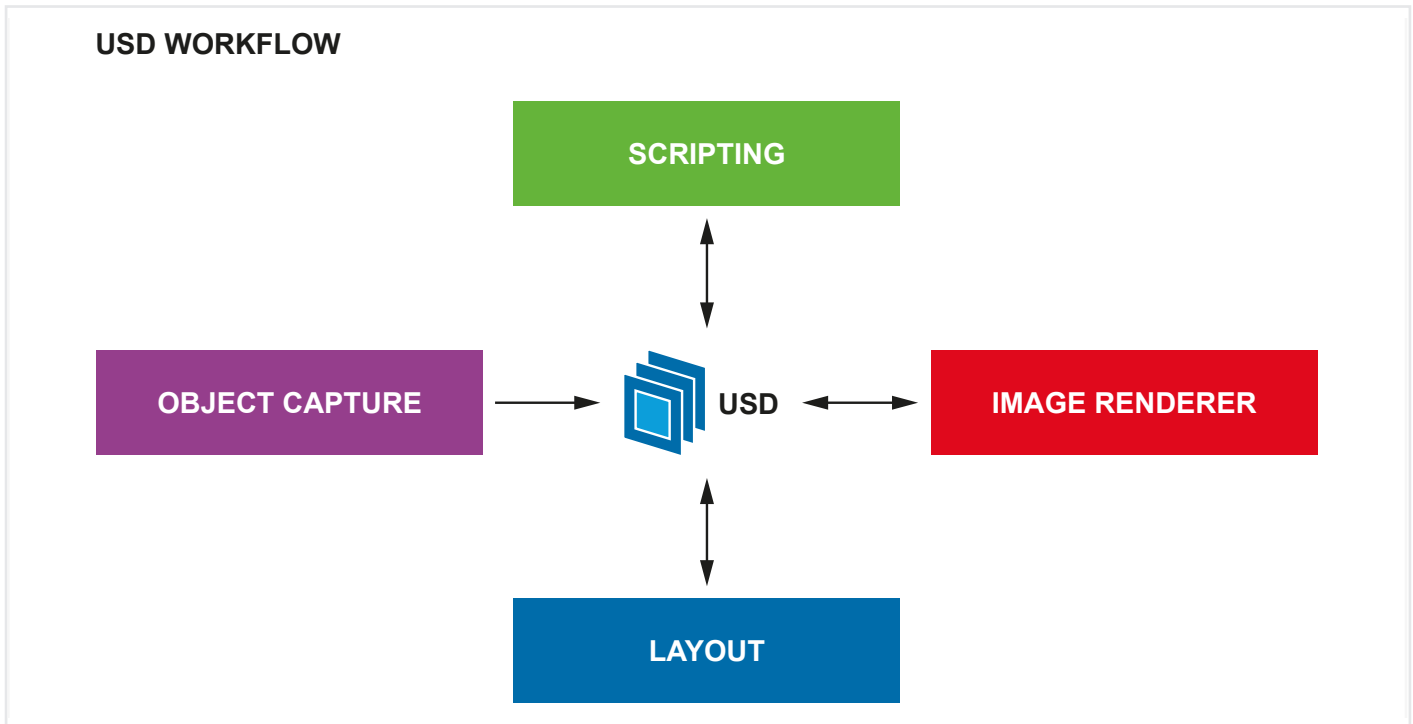 USD WORKFLOW
SCRIPTING
OBJECT CAPTURE
USD
IMAGE RENDERER
LAYOUT